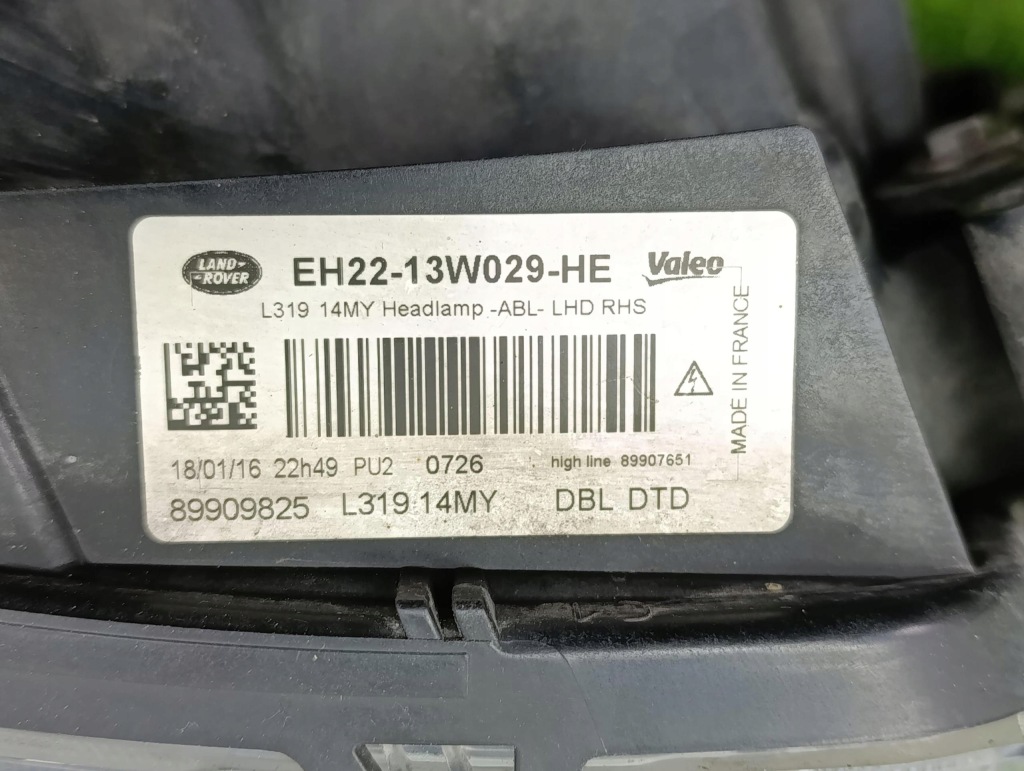 LAND-
-ROVER
EH22-13W029-HE
Valeo
L319 14MY Headlamp -ABL- LHD RHS
MADE IN FRANCE
18/01/16 22h49 PU2 0726 high line 89907651
89909825 L319 14MY DBL DTD